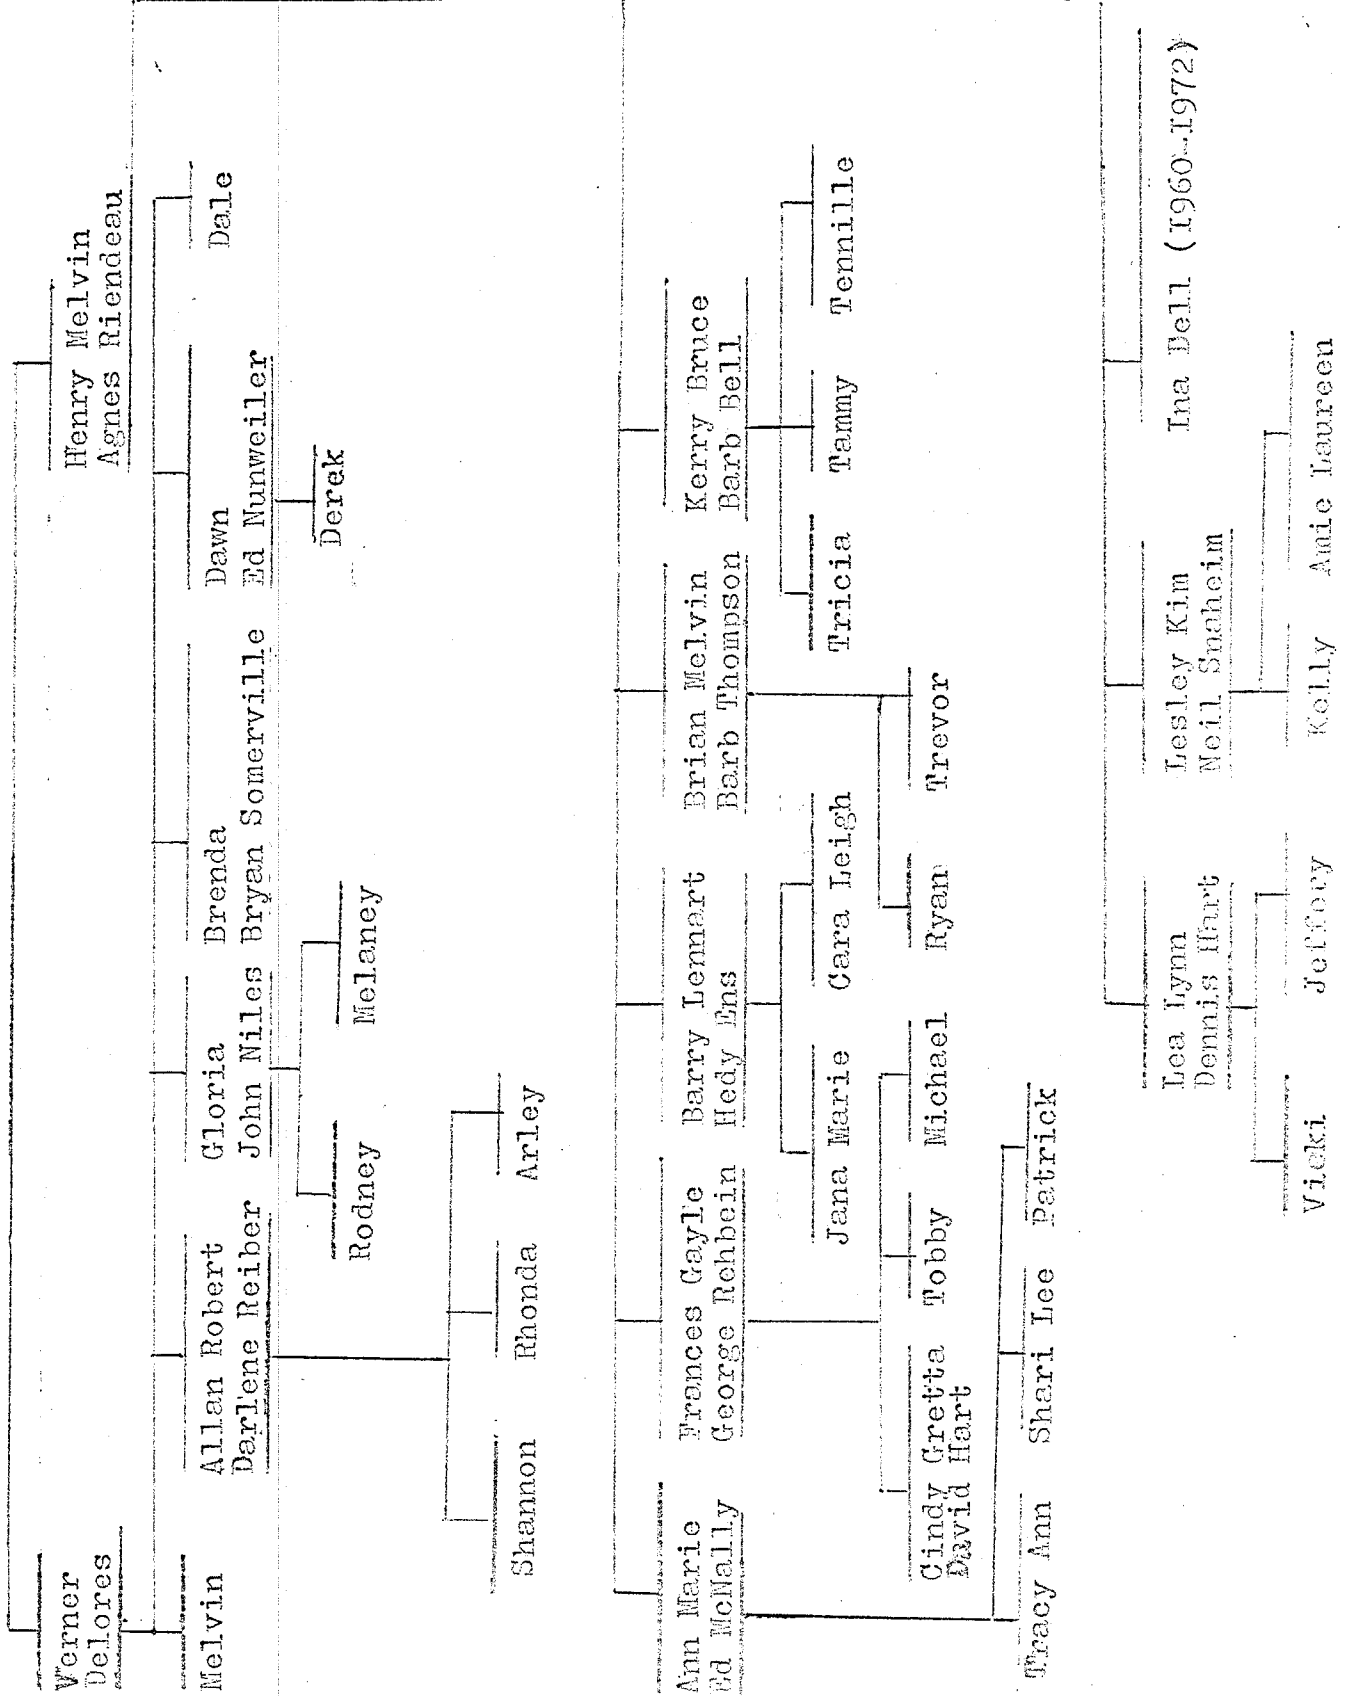 Verner
Delores
Henry Melvin
Agnes Riendeau
Melvin
Allan Robert
Darlene Reiber
Gloria
John Niles
Brenda
Bryan Somerville
Dawn
Ed Nunweiler
Dale
Rodney
Melaney
Derek
Shannon
Rhonda
Arley
Ann Marie
Ed McNally
Frances Gayle
George Rehbein
Barry Lennart
Hedy Ens
Brian Melvin
Barb Thompson
Kerry Bruce
Barb Bell
Jana Marie
Cara Leigh
Tricia
Tammy
Tennille
Cindy Gretta
David Hart
Tobby
Michael
Ryan
Trevor
Tracy Ann
Shari Lee
Patrick
Lea Lynn
Dennis Hart
Lesley Kim
Neil Snaheim
Ina Dell (I960-I972)
Vicki
Jeffory
Kelly
Amie Laureen